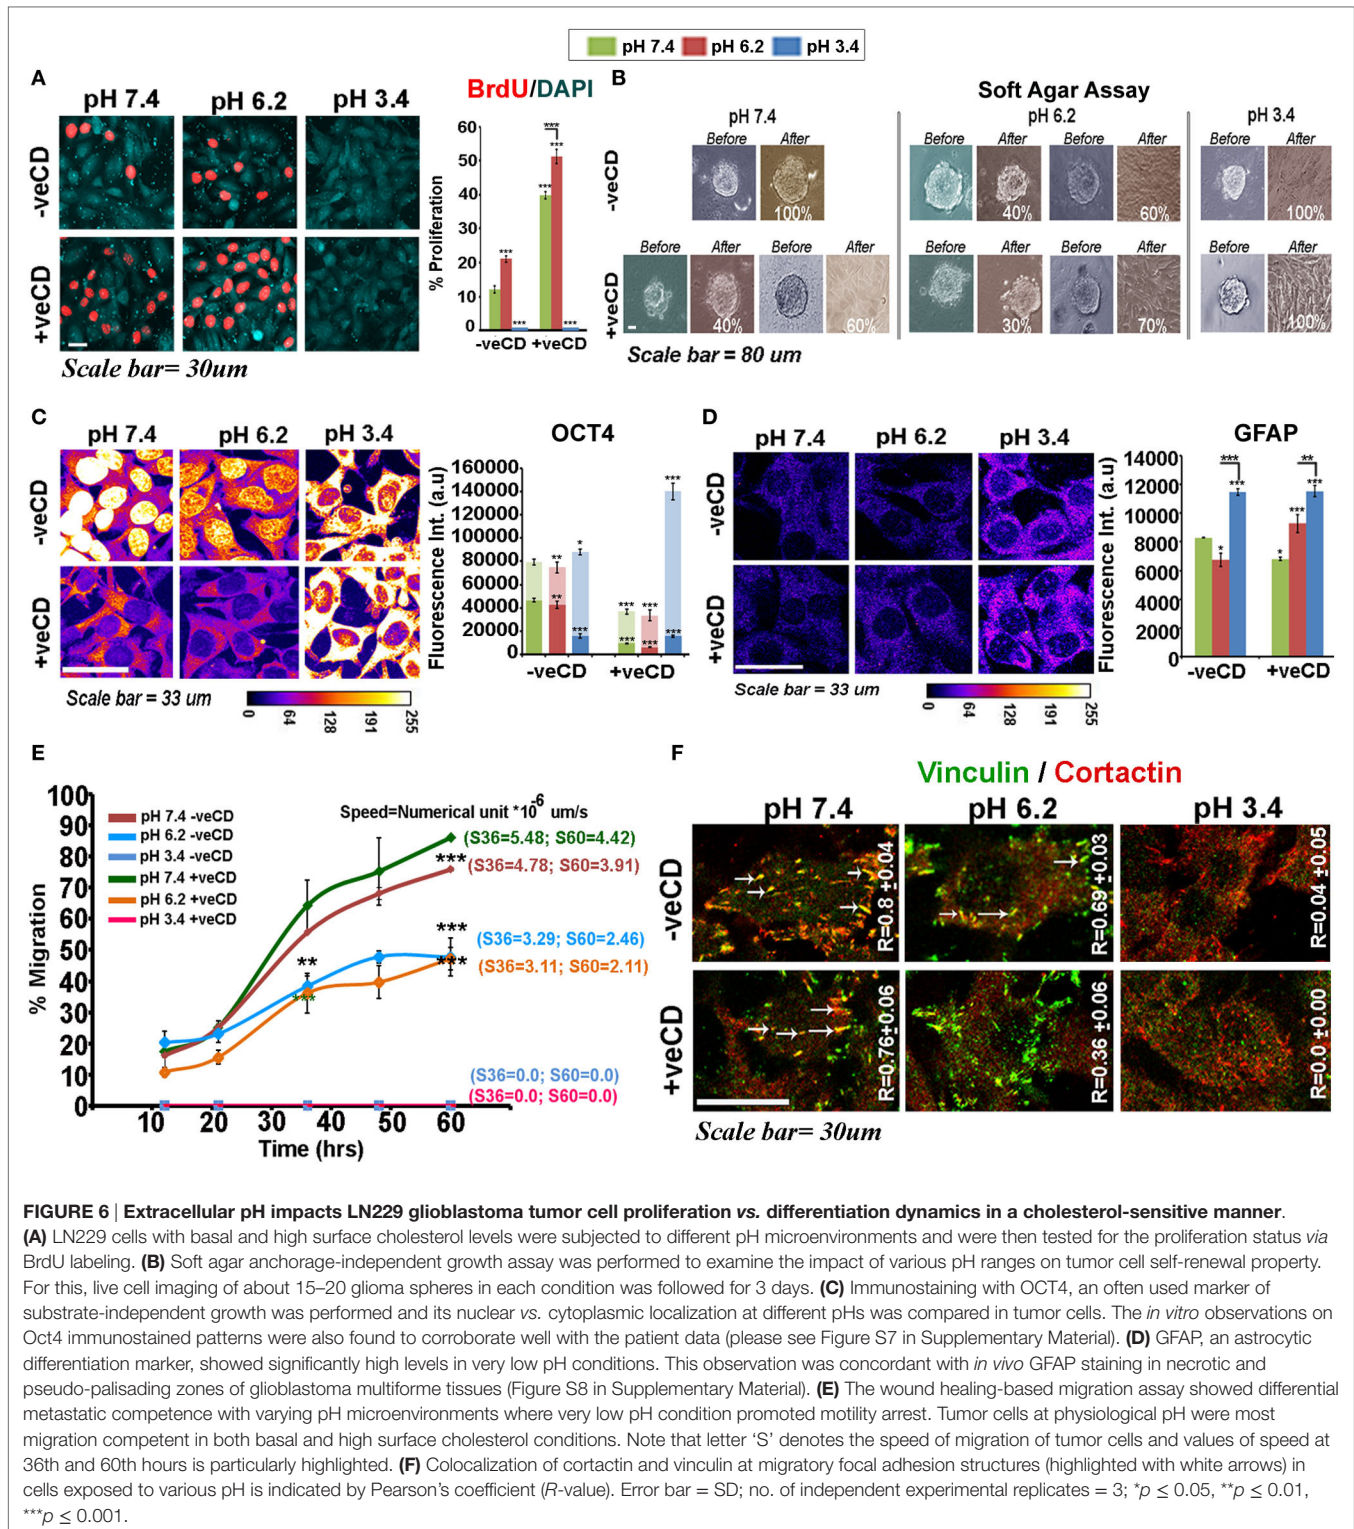 pH 7.4 pH 6.2 pH 3.4
A
pH 7.4 pH 6.2 pH 3.4
-veCD
+veCD
Scale bar= 30um
BrdU/DAPI
% Proliferation
60
50
40
30
20
10
0
***
***
***
***
***
***
-veCD +veCD
B
Soft Agar Assay
pH 7.4 pH 6.2 pH 3.4
-veCD
Before After Before After Before After Before After
100% 40% 60% 100%
+veCD
Before After Before After Before After Before After Before After
40% 60% 30% 70% 100%
Scale bar = 80 um
C
pH 7.4 pH 6.2 pH 3.4
-veCD
+veCD
Scale bar = 33 um
0 64 128 191 255
OCT4
Fluorescence Int. (a.u)
160000
140000
120000
100000
80000
60000
40000
20000
0
** ** * ***
*** *** *** *** *** ***
-veCD +veCD
D
pH 7.4 pH 6.2 pH 3.4
-veCD
+veCD
Scale bar = 33 um
0 64 128 191 255
GFAP
Fluorescence Int. (a.u)
14000
12000
10000
8000
6000
4000
2000
0
*** **
* *** * *** ***
-veCD +veCD
E
% Migration
100
90
80
70
60
50
40
30
20
10
0
pH 7.4 -veCD
pH 6.2 -veCD
pH 3.4 -veCD
pH 7.4 +veCD
pH 6.2 +veCD
pH 3.4 +veCD
Speed=Numerical unit *10-6 um/s
(S36=5.48; S60=4.42)
***
(S36=4.78; S60=3.91)
***
(S36=3.29; S60=2.46)
**
***
(S36=3.11; S60=2.11)
***
(S36=0.0; S60=0.0)
(S36=0.0; S60=0.0)
10 20 30 40 50 60
Time (hrs)
F
Vinculin / Cortactin
pH 7.4 pH 6.2 pH 3.4
-veCD
R=0.8 ±0.04
R=0.69 ±0.03
R=0.04 ±0.05
+veCD
R=0.76±0.06
R=0.36 ±0.06
R=0.0 ±0.00
Scale bar= 30um
FIGURE 6 | Extracellular pH impacts LN229 glioblastoma tumor cell proliferation vs. differentiation dynamics in a cholesterol-sensitive manner.
(A) LN229 cells with basal and high surface cholesterol levels were subjected to different pH microenvironments and were then tested for the proliferation status via
BrdU labeling. (B) Soft agar anchorage-independent growth assay was performed to examine the impact of various pH ranges on tumor cell self-renewal property.
For this, live cell imaging of about 15–20 glioma spheres in each condition was followed for 3 days. (C) Immunostaining with OCT4, an often used marker of
substrate-independent growth was performed and its nuclear vs. cytoplasmic localization at different pHs was compared in tumor cells. The in vitro observations on
Oct4 immunostained patterns were also found to corroborate well with the patient data (please see Figure S7 in Supplementary Material). (D) GFAP, an astrocytic
differentiation marker, showed significantly high levels in very low pH conditions. This observation was concordant with in vivo GFAP staining in necrotic and
pseudo-palisading zones of glioblastoma multiforme tissues (Figure S8 in Supplementary Material). (E) The wound healing-based migration assay showed differential
metastatic competence with varying pH microenvironments where very low pH condition promoted motility arrest. Tumor cells at physiological pH were most
migration competent in both basal and high surface cholesterol conditions. Note that letter ‘S’ denotes the speed of migration of tumor cells and values of speed at
36th and 60th hours is particularly highlighted. (F) Colocalization of cortactin and vinculin at migratory focal adhesion structures (highlighted with white arrows) in
cells exposed to various pH is indicated by Pearson’s coefficient (R-value). Error bar = SD; no. of independent experimental replicates = 3; *p ≤ 0.05, **p ≤ 0.01,
***p ≤ 0.001.